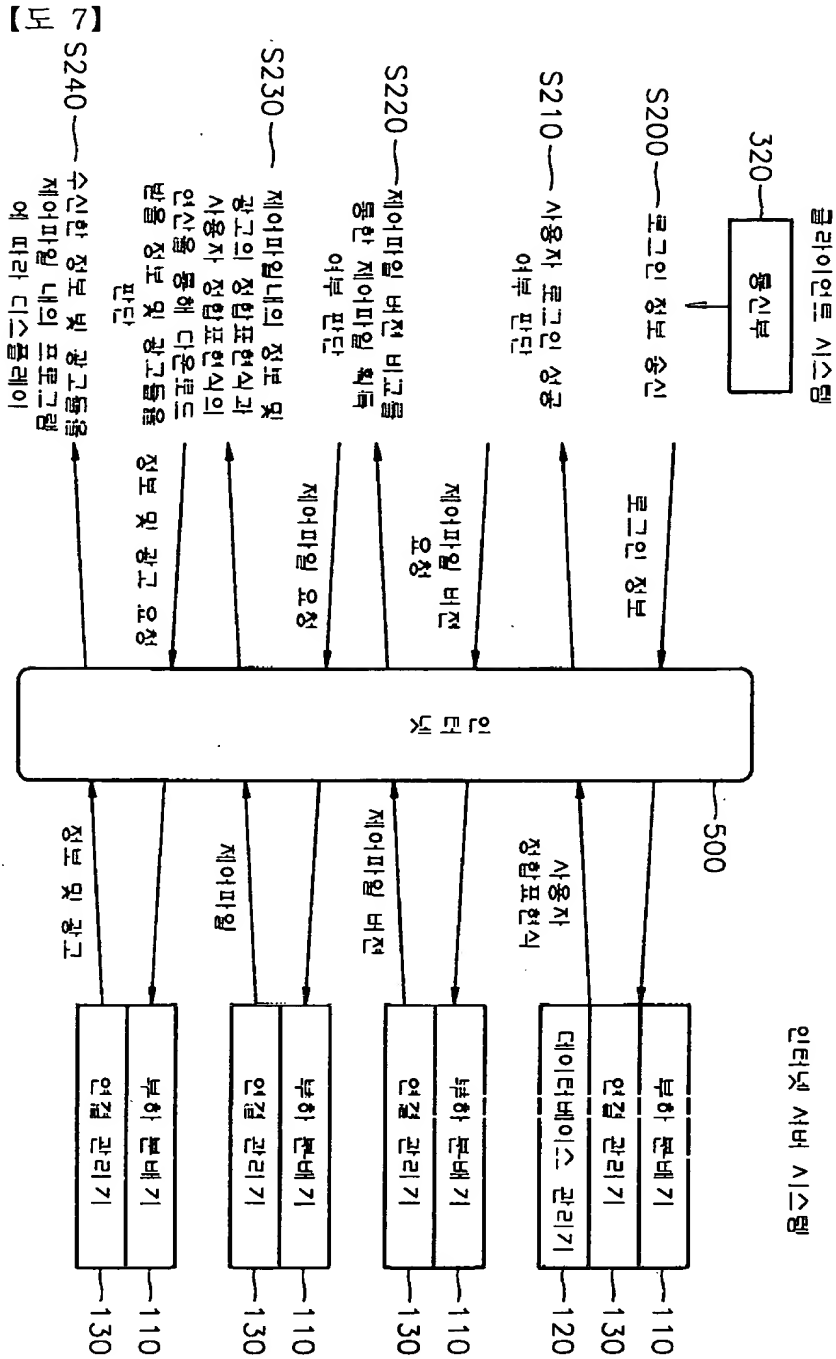 【도 7】
클라이언트 시스템
인터넷 서버 시스템
320
통신부
S200
로그인 정보 송신
로그인 정보
S210
사용자 로그인 성공
여부 판단
제어파일 버전
요청
S220
제어파일 버전 비교를
통한 제어파일 획득
여부 판단
제어파일 요청
S230
제어파일내의 정보 및
광고의 정합표현식과
사용자 정합표현식의
연산을 통해 다운로드
받을 정보 및 광고들을
판단
정보 및 광고 요청
S240
수신한 정보 및 광고들을
제어파일 내의 프로그램
에 따라 디스플레이
인터넷
500
사용자
정합표현식
제어파일 버전
제어파일
정보 및 광고
부하 분배기
110
연결 관리기
130
데이터베이스 관리기
120
부하 분배기
110
연결 관리기
130
부하 분배기
110
연결 관리기
130
부하 분배기
110
연결 관리기
130